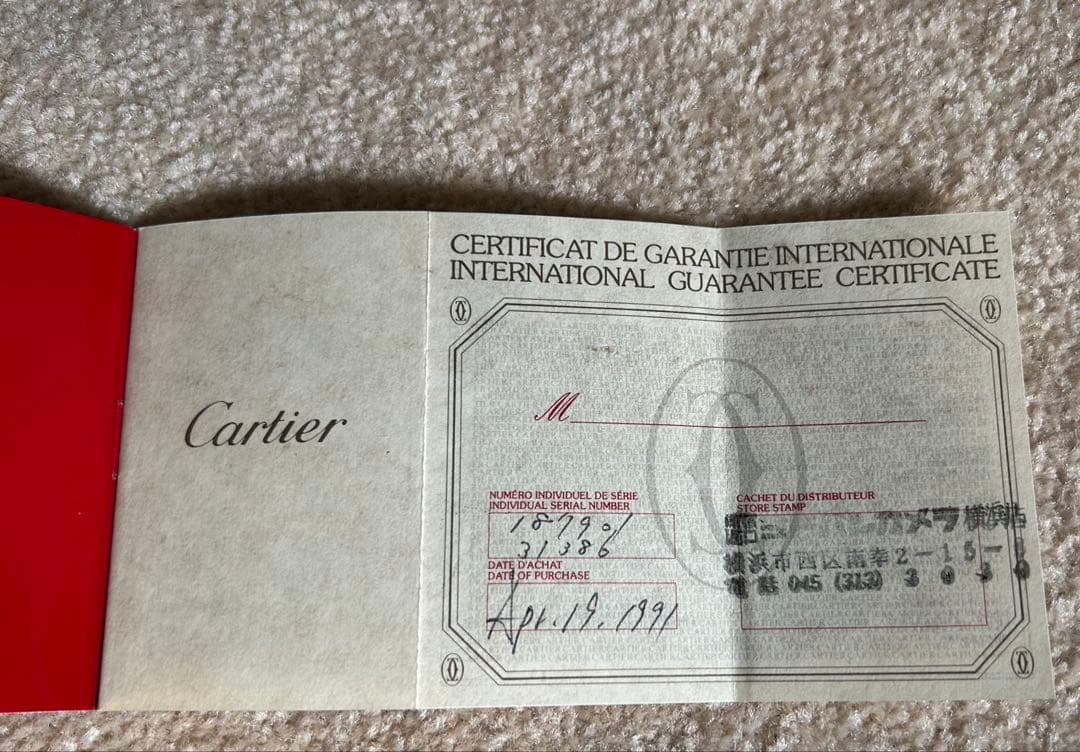 Cartier
CERTIFICAT DE GARANTIE INTERNATIONALE
INTERNATIONAL GUARANTEE CERTIFICATE
M
NUMÉRO INDIVIDUEL DE SÉRIE
INDIVIDUAL SERIAL NUMBER
187901
31386
DATE D'ACHAT
DATE OF PURCHASE
Apr. 19. 1991
CACHET DU DISTRIBUTEUR
STORE STAMP
カメラ横浜店
横浜市西区南幸2-15-
電話 045 (313)